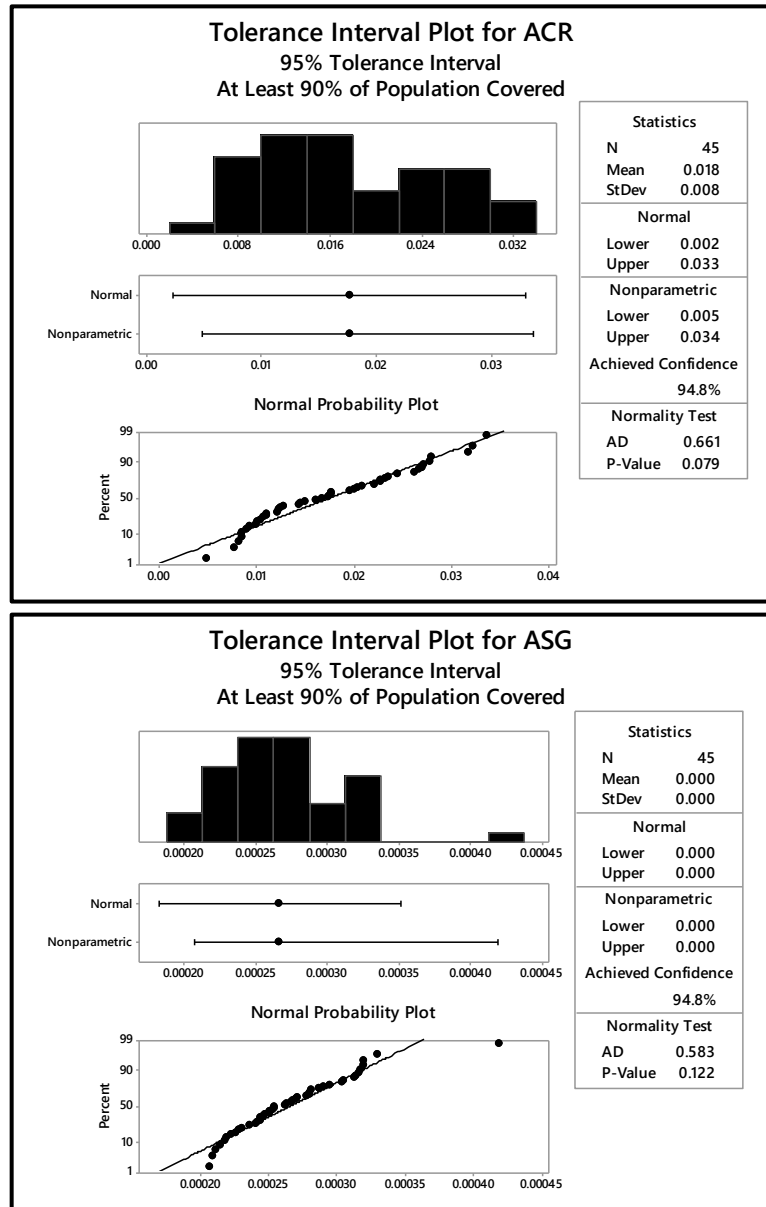 Tolerance Interval Plot for ACR
95% Tolerance Interval
At Least 90% of Population Covered
0.000 0.008 0.016 0.024 0.032
Normal
Nonparametric
0.00 0.01 0.02 0.03
Normal Probability Plot
Percent
99
90
50
10
1
0.00 0.01 0.02 0.03 0.04
Statistics
N 45
Mean 0.018
StDev 0.008
Normal
Lower 0.002
Upper 0.033
Nonparametric
Lower 0.005
Upper 0.034
Achieved Confidence
94.8%
Normality Test
AD 0.661
P-Value 0.079
Tolerance Interval Plot for ASG
95% Tolerance Interval
At Least 90% of Population Covered
0.00020 0.00025 0.00030 0.00035 0.00040 0.00045
Normal
Nonparametric
0.00020 0.00025 0.00030 0.00035 0.00040 0.00045
Normal Probability Plot
Percent
99
90
50
10
1
0.00020 0.00025 0.00030 0.00035 0.00040 0.00045
Statistics
N 45
Mean 0.000
StDev 0.000
Normal
Lower 0.000
Upper 0.000
Nonparametric
Lower 0.000
Upper 0.000
Achieved Confidence
94.8%
Normality Test
AD 0.583
P-Value 0.122